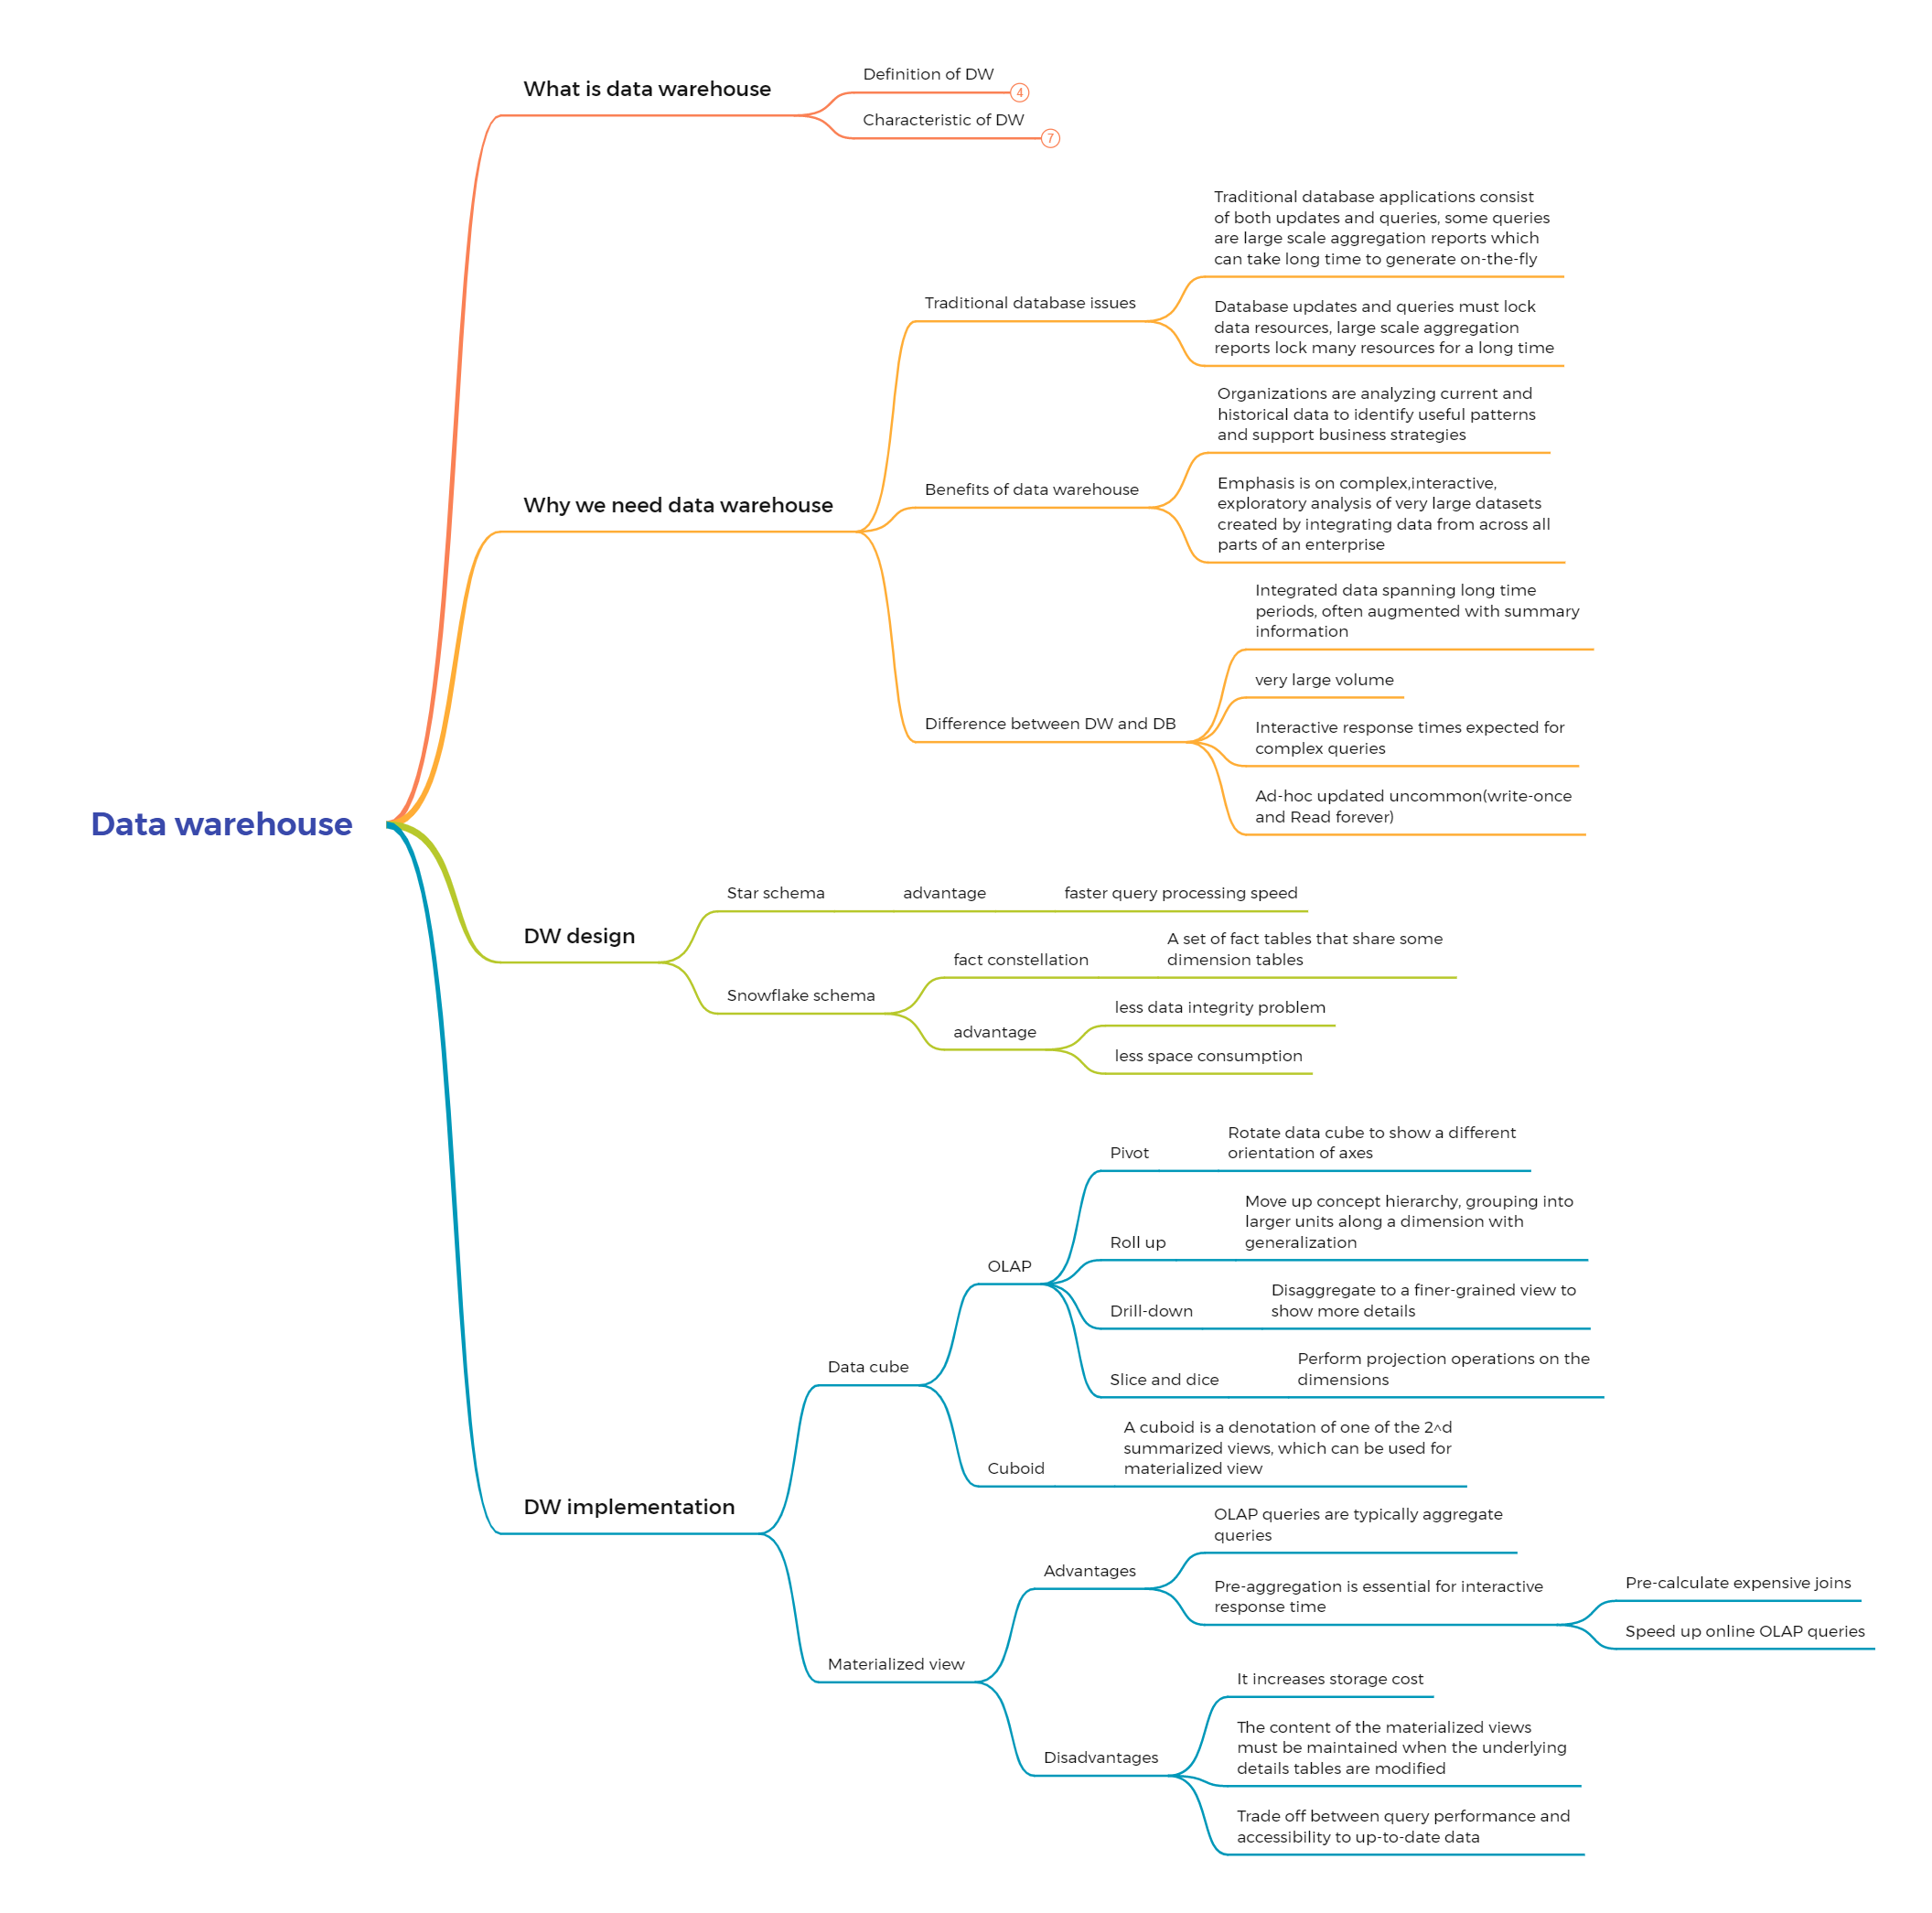 What is data warehouse
Definition of DW
4
Characteristic of DW
7
Why we need data warehouse
Traditional database issues
Traditional database applications consist
of both updates and queries, some queries
are large scale aggregation reports which
can take long time to generate on-the-fly
Database updates and queries must lock
data resources, large scale aggregation
reports lock many resources for a long time
Benefits of data warehouse
Organizations are analyzing current and
historical data to identify useful patterns
and support business strategies
Emphasis is on complex,interactive,
exploratory analysis of very large datasets
created by integrating data from across all
parts of an enterprise
Difference between DW and DB
Integrated data spanning long time
periods, often augmented with summary
information
very large volume
Interactive response times expected for
complex queries
Ad-hoc updated uncommon(write-once
and Read forever)
Data warehouse
DW design
Star schema
advantage
faster query processing speed
Snowflake schema
fact constellation
A set of fact tables that share some
dimension tables
advantage
less data integrity problem
less space consumption
DW implementation
Data cube
OLAP
Pivot
Rotate data cube to show a different
orientation of axes
Roll up
Move up concept hierarchy, grouping into
larger units along a dimension with
generalization
Drill-down
Disaggregate to a finer-grained view to
show more details
Slice and dice
Perform projection operations on the
dimensions
Cuboid
A cuboid is a denotation of one of the 2^d
summarized views, which can be used for
materialized view
Materialized view
Advantages
OLAP queries are typically aggregate
queries
Pre-aggregation is essential for interactive
response time
Pre-calculate expensive joins
Speed up online OLAP queries
Disadvantages
It increases storage cost
The content of the materialized views
must be maintained when the underlying
details tables are modified
Trade off between query performance and
accessibility to up-to-date data